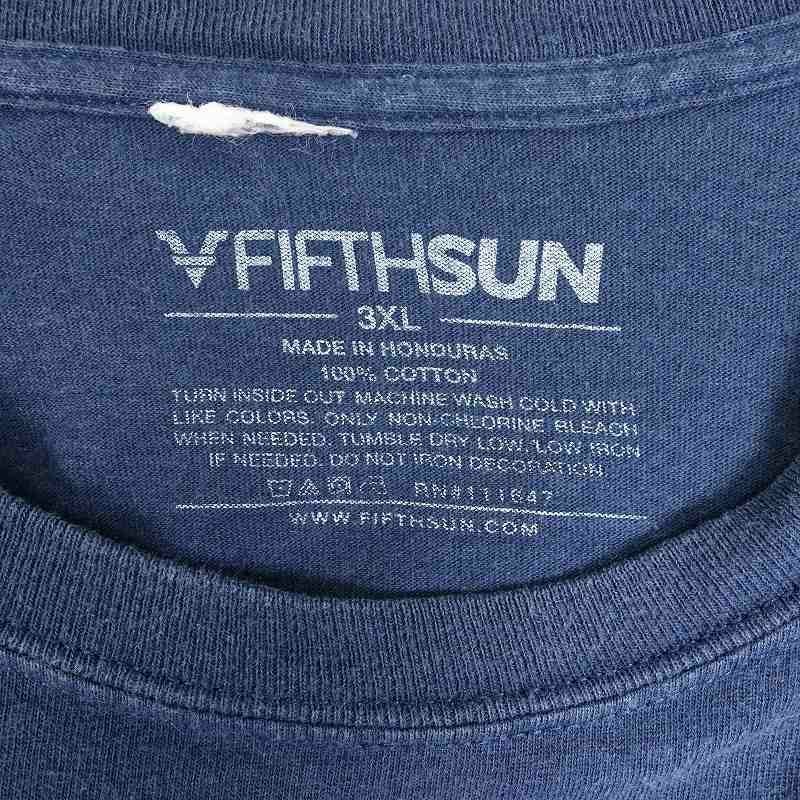 FIFTHSUN
3XL
MADE IN HONDURAS
100% COTTON
TURN INSIDE OUT MACHINE WASH COLD WITH
LIKE COLORS. ONLY NON-CHLORINE BLEACH
WHEN NEEDED. TUMBLE DRY LOW. LOW IRON
IF NEEDED. DO NOT IRON DECORATION.
RN#111647
WWW.FIFTHSUN.COM